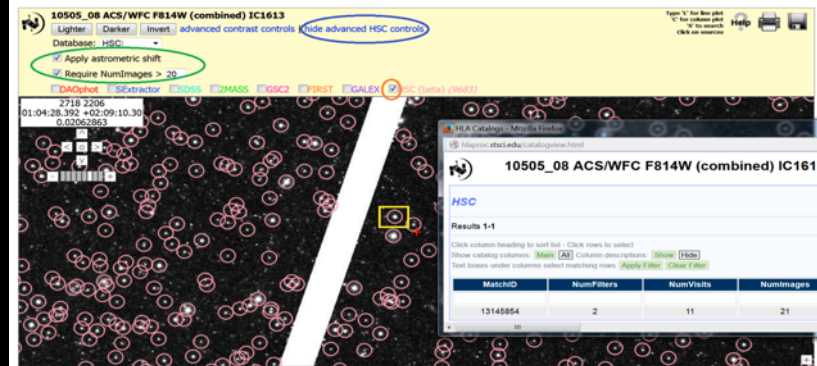 10505_08 ACS/WFC F814W (combined) IC1613
Lighter Darker Invert advanced contrast controls | hide advanced HSC controls
Type 'L' for line plot
'C' for column plot
'S' to search
Click on sources
Help
Database: HSC
Apply astrometric shift
Require NumImages > 20
DAOphot SExtractor SDSS 2MASS GSC2 FIRST GALEX HSC (beta) (9683)
2718 2206
01:04:28.392 +02:09:10.30
0.02062863
HLA Catalogs - Mozilla Firefox
hlaproc.stsci.edu/catalogview.html
10505_08 ACS/WFC F814W (combined) IC161
HSC
Results 1-1
Click column heading to sort list - Click rows to select
Show catalog columns: Main All Column descriptions: Show Hide
Text boxes under columns select matching rows Apply Filter Clear Filter
MatchID NumFilters NumVisits NumImages
13145854 2 11 21